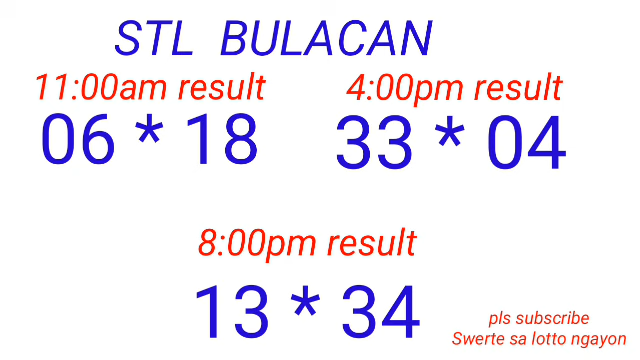 STL BULACAN
11:00am result
06 * 18
4:00pm result
33 * 04
8:00pm result
13 * 34
pls subscribe
Swerte sa lotto ngayon